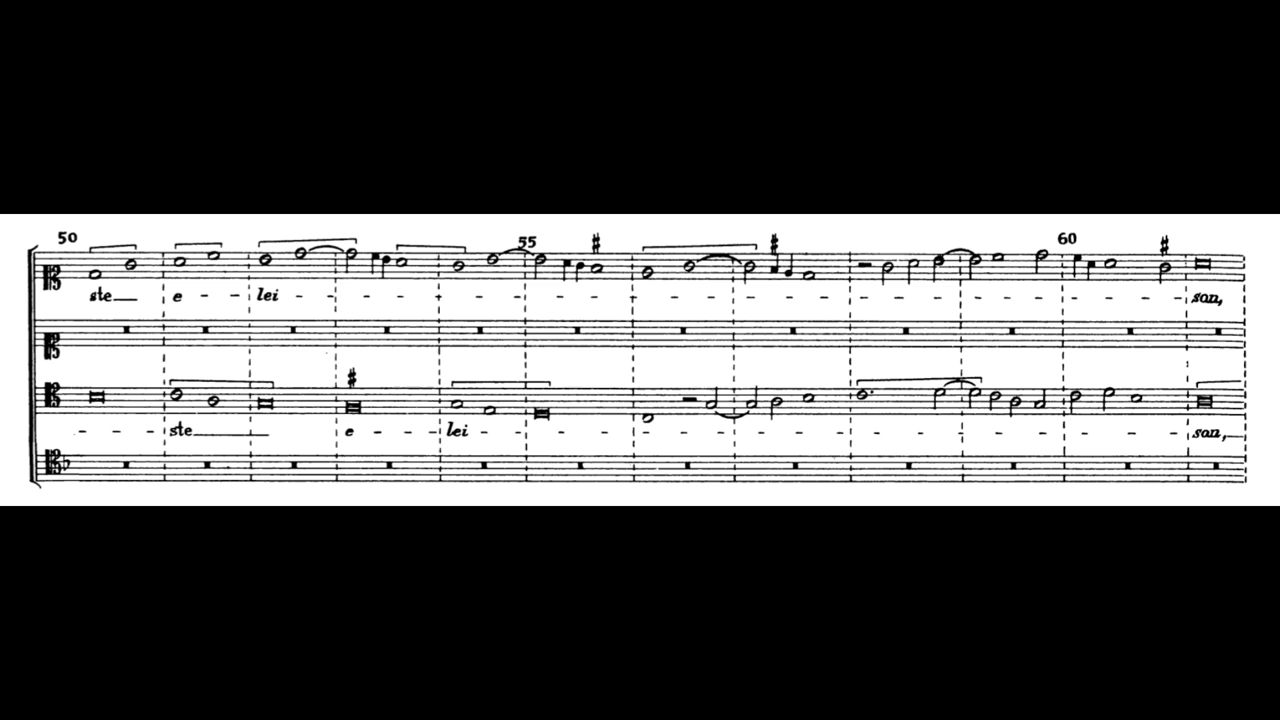 50 55 60
ste e - - lei - - - - - - - - - - - - - - - - - - - - - - son,
- - - ste e - - lei - - - - - - - - - - - - - - - - - - son,